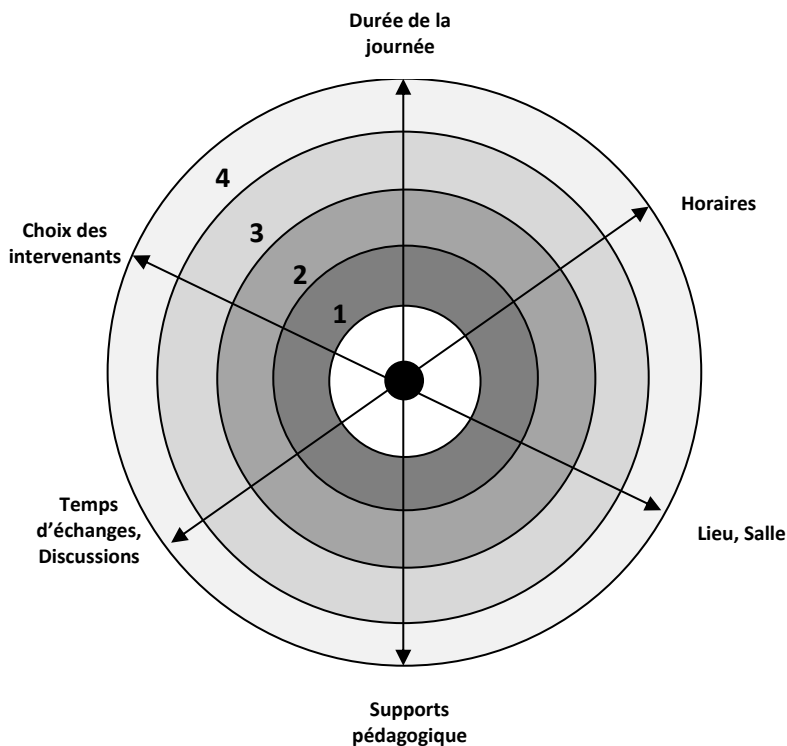 Durée de la
journée
4
Horaires
Choix des
intervenants
3
2
1
Temps
d’échanges,
Discussions
Lieu, Salle
Supports
pédagogique